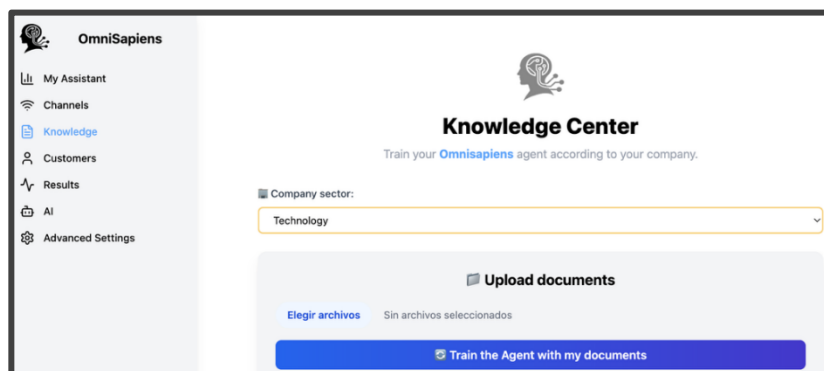 OmniSapiens
My Assistant
Channels
Knowledge
Customers
Results
AI
Advanced Settings
Knowledge Center
Train your Omnisapiens agent according to your company.
Company sector:
Technology
Upload documents
Elegir archivos Sin archivos seleccionados
Train the Agent with my documents